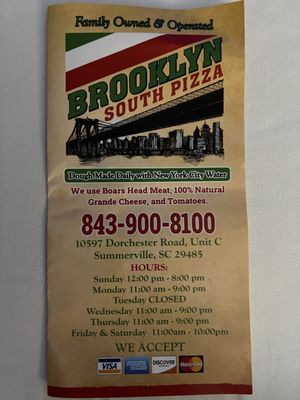 Family Owned & Operated
BROOKLYN
SOUTH PIZZA
Dough Made Daily with New York City Water
We use Boars Head Meat, 100% Natural
Grande Cheese, and Tomatoes.
843-900-8100
10597 Dorchester Road, Unit C
Summerville, SC 29485
HOURS:
Sunday 12:00 pm - 8:00 pm
Monday 11:00 am - 9:00 pm
Tuesday CLOSED
Wednesday 11:00 am - 9:00 pm
Thursday 11:00 am - 9:00 pm
Friday & Saturday 11:00am - 10:00pm
WE ACCEPT
VISA DISCOVER MasterCard